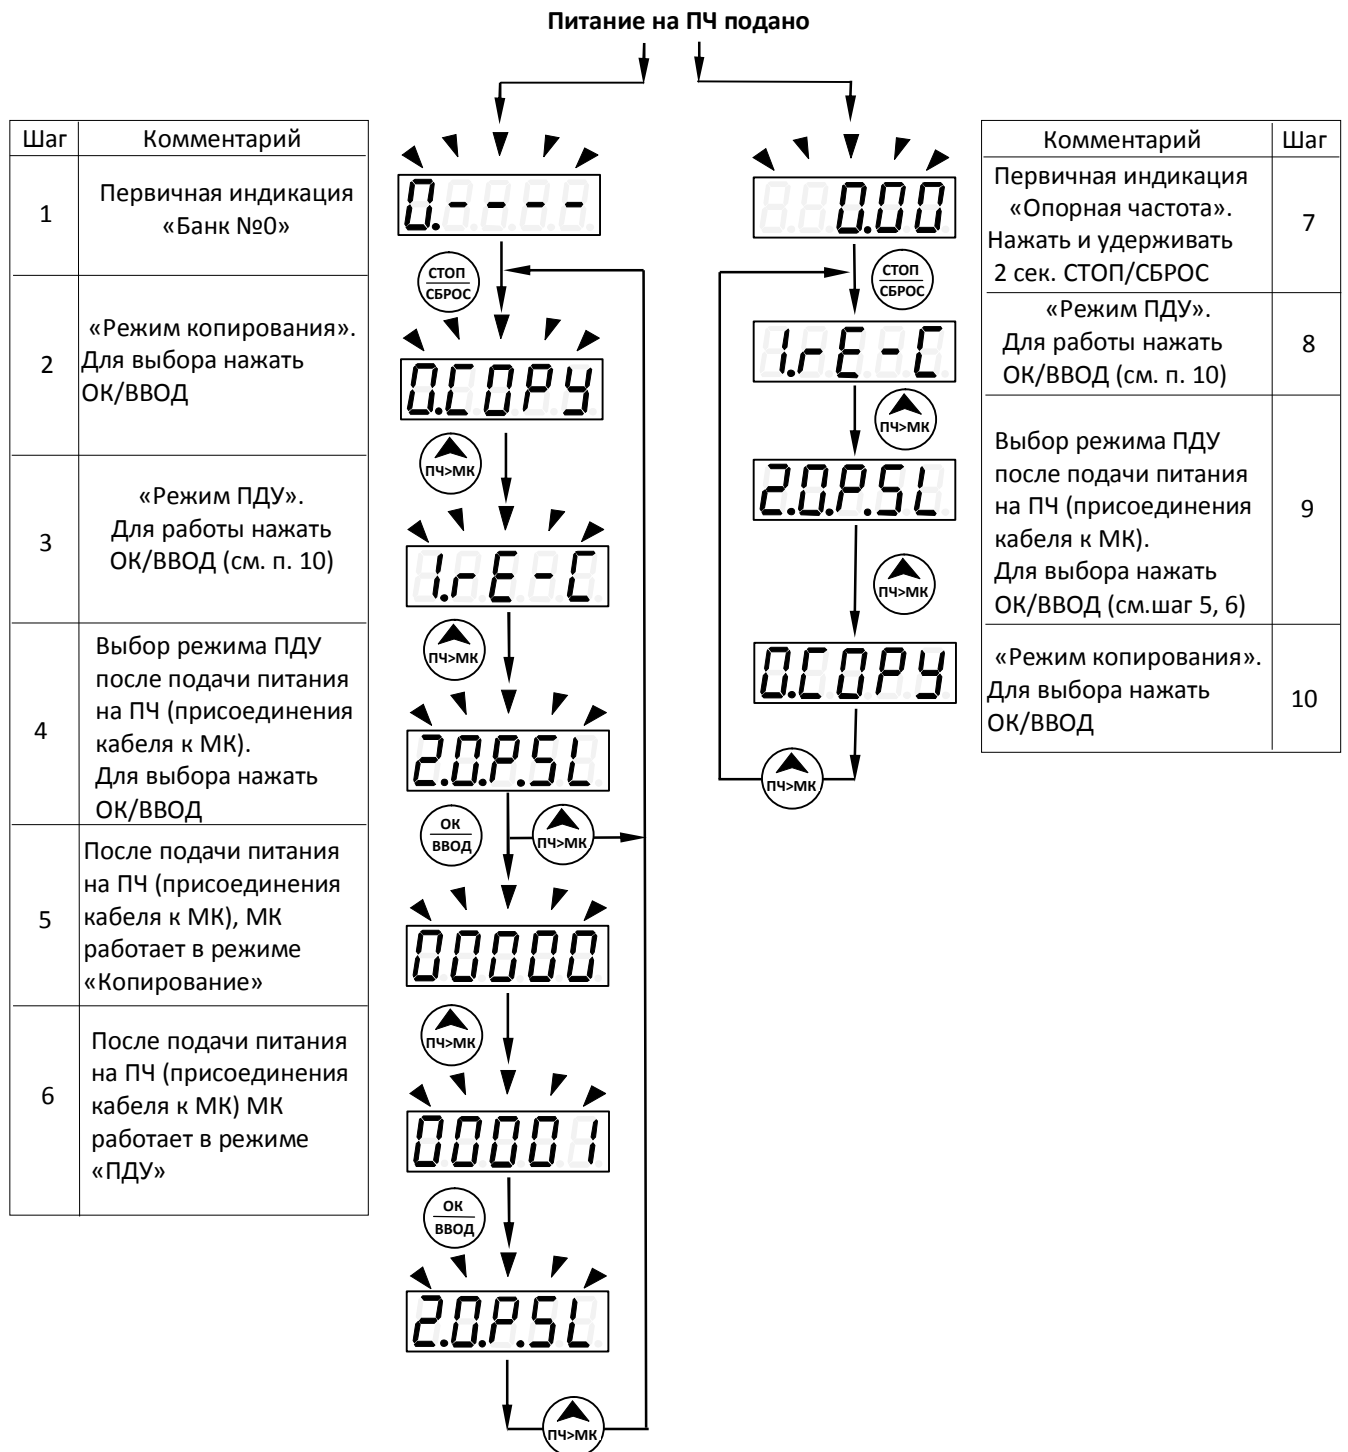 Питание на ПЧ подано
Шаг Комментарий
1
Первичная индикация
«Банк №0»
2
«Режим копирования».
Для выбора нажать
ОК/ВВОД
3
«Режим ПДУ».
Для работы нажать
ОК/ВВОД (см. п. 10)
4
Выбор режима ПДУ
после подачи питания
на ПЧ (присоединения
кабеля к МК).
Для выбора нажать
ОК/ВВОД
5
После подачи питания
на ПЧ (присоединения
кабеля к МК), МК
работает в режиме
«Копирование»
6
После подачи питания
на ПЧ (присоединения
кабеля к МК) МК
работает в режиме
«ПДУ»
0.----
СТОП
СБРОС
0.COPY
ПЧ>МК
1.rE-C
ПЧ>МК
2.0.P.SL
ОК
ВВОД
ПЧ>МК
00000
ПЧ>МК
00001
ОК
ВВОД
2.0.P.SL
ПЧ>МК
0.00
СТОП
СБРОС
1.rE-C
ПЧ>МК
2.0.P.SL
ПЧ>МК
0.COPY
ПЧ>МК
Комментарий Шаг
Первичная индикация
«Опорная частота».
Нажать и удерживать
2 сек. СТОП/СБРОС
7
«Режим ПДУ».
Для работы нажать
ОК/ВВОД (см. п. 10)
8
Выбор режима ПДУ
после подачи питания
на ПЧ (присоединения
кабеля к МК).
Для выбора нажать
ОК/ВВОД (см.шаг 5, 6)
9
«Режим копирования».
Для выбора нажать
ОК/ВВОД
10